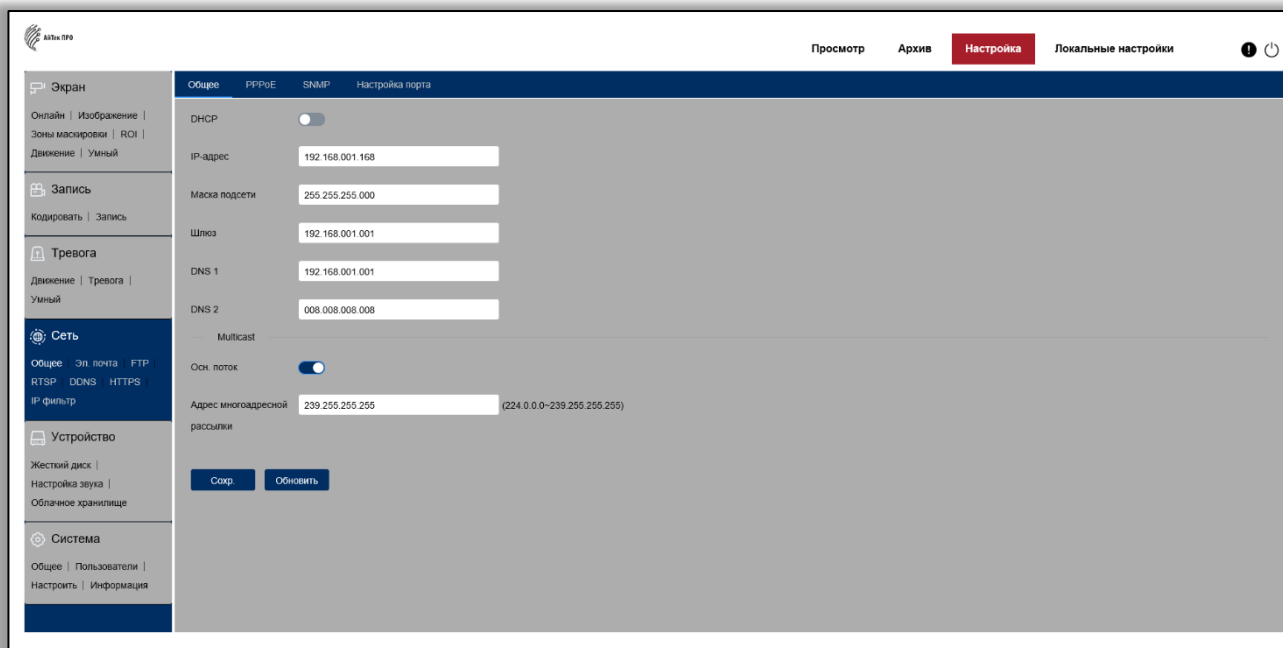 АйТек ПРО
Просмотр Архив Настройка Локальные настройки
Экран
Онлайн | Изображение |
Зоны маскировки | ROI |
Движение | Умный
Запись
Кодировать | Запись
Тревога
Движение | Тревога |
Умный
Сеть
Общее | Эл. почта | FTP |
RTSP | DDNS | HTTPS |
IP фильтр
Устройство
Жесткий диск |
Настройка звука |
Облачное хранилище
Система
Общее | Пользователи |
Настроить | Информация
Общее PPPoE SNMP Настройка порта
DHCP
IP-адрес 192.168.001.168
Маска подсети 255.255.255.000
Шлюз 192.168.001.001
DNS 1 192.168.001.001
DNS 2 008.008.008.008
Multicast
Осн. поток
Адрес многоадресной 239.255.255.255 (224.0.0.0~239.255.255.255)
рассылки
Сохр. Обновить